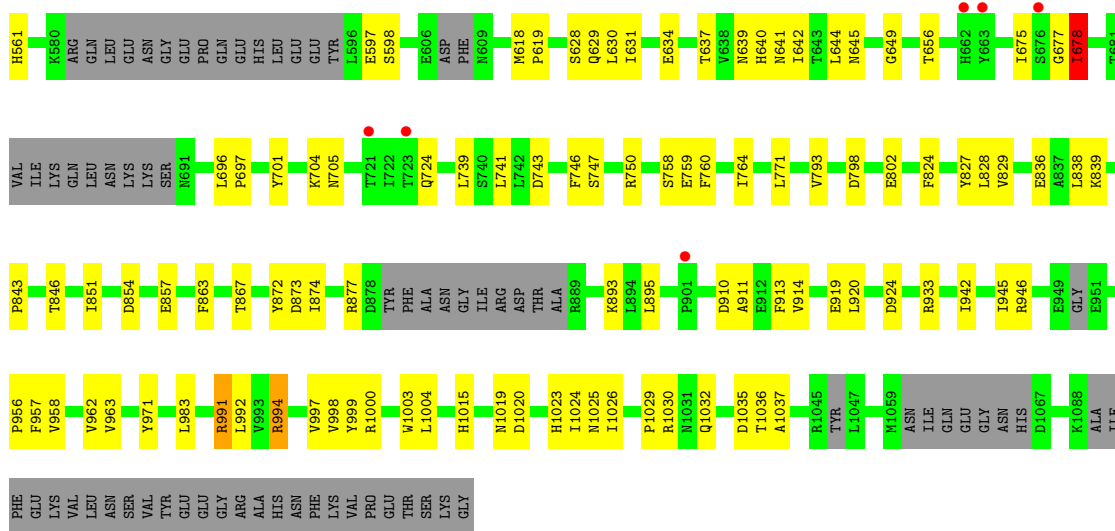 H561 K580 ARG GLN LEU GLU ASN GLY GLU PRO GLN GLU HIS LEU GLU GLU TYR L596 E597 S598 E606 ASP PHE N609 M618 P619 S628 Q629 L630 I631 E634 T637 V638 N639 H640 N641 I642 T643 L644 N645 G649 T656 H662 Y663 I675 S676 G677 I678 T681
VAL ILE LYS GLN LEU ASN LYS LYS SER N691 L696 P697 Y701 K704 N705 T721 I722 T723 Q724 L739 S740 L741 L742 D743 F746 S747 R750 S758 E759 F760 I764 L771 V793 D798 E802 F824 Y827 L828 V829 E836 A837 L838 K839
P843 T846 I851 D854 E857 F863 T867 Y872 D873 I874 R877 D878 TYR PHE ALA ASN GLY ILE ARG ASP THR ALA R889 K893 L894 L895 P901 D910 A911 E912 F913 V914 E919 L920 D924 R933 I942 I945 R946 E949 GLY E951
P956 F957 V958 V962 V963 Y971 L983 R991 L992 V993 R994 V997 V998 Y999 R1000 W1003 L1004 H1015 N1019 D1020 H1023 I1024 N1025 I1026 P1029 R1030 N1031 Q1032 D1035 T1036 A1037 R1045 TYR L1047 M1059 ASN ILE GLN GLU GLY ASN HIS D1067 K1088 ALA ILE
PHE GLU LYS VAL LEU ASN SER VAL TYR GLU GLU GLY ARG ALA HIS ASN PHE LYS VAL PRO GLU THR SER LYS GLY